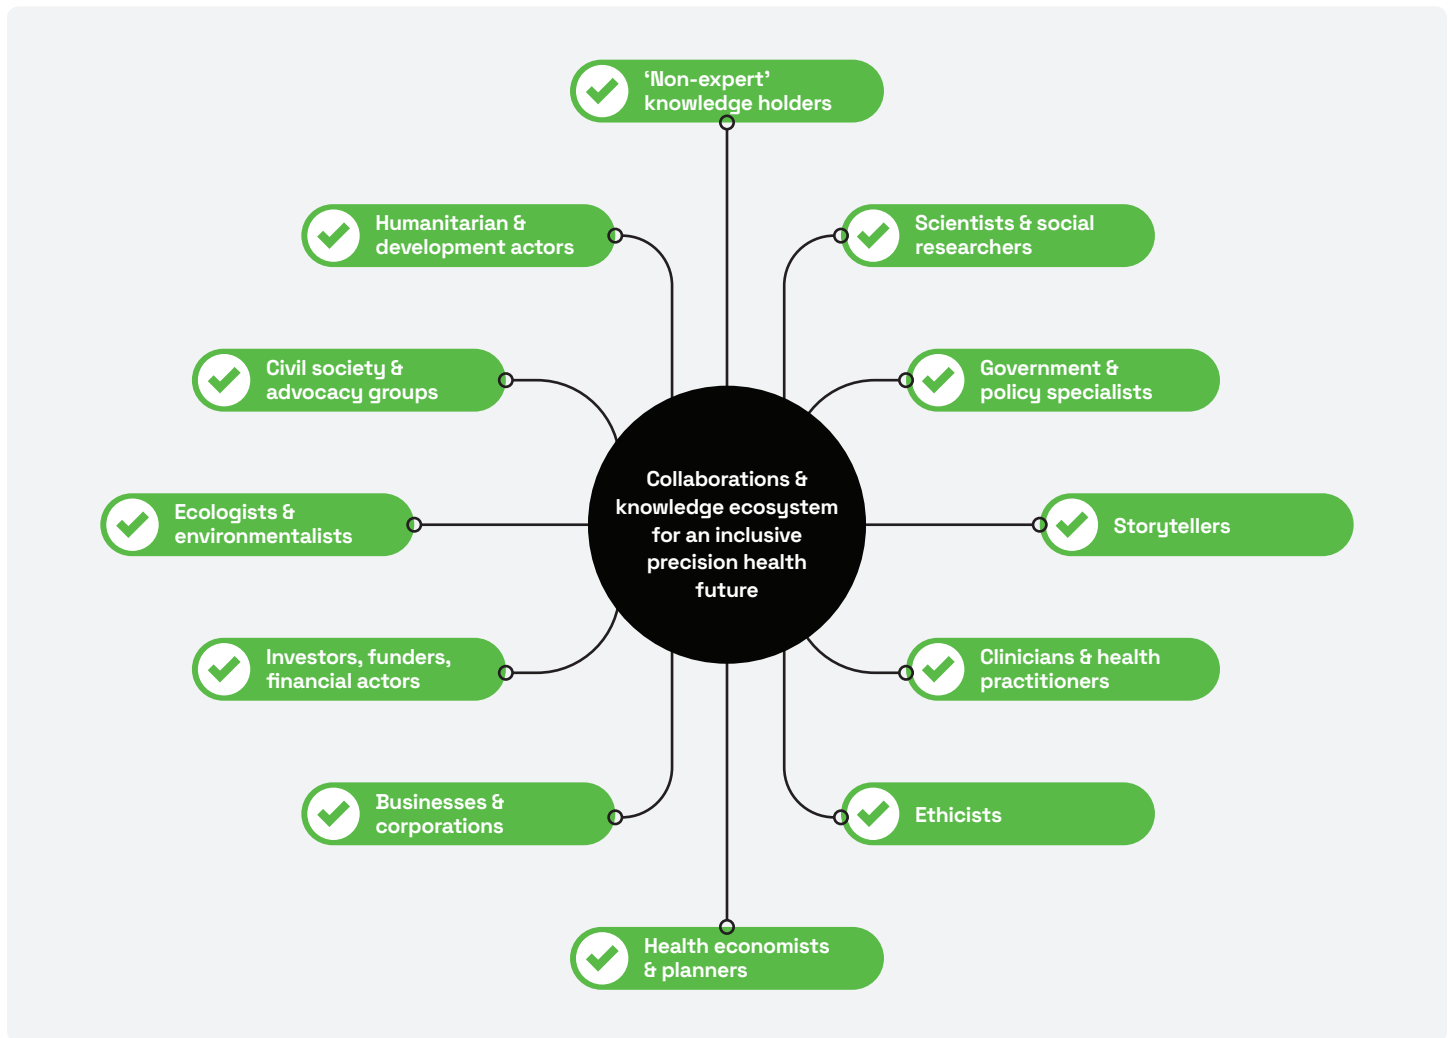 ‘Non-expert’
knowledge holders
Humanitarian &
development actors
Scientists & social
researchers
Civil society &
advocacy groups
Government &
policy specialists
Collaborations &
knowledge ecosystem
for an inclusive
precision health
future
Ecologists &
environmentalists
Storytellers
Investors, funders,
financial actors
Clinicians & health
practitioners
Businesses &
corporations
Ethicists
Health economists
& planners